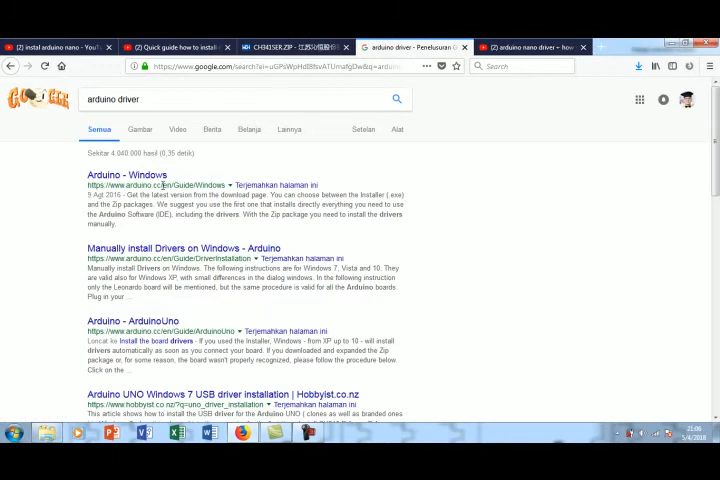 (2) instal arduino nano - YouT
(2) Quick guide how to install
CH341SER.ZIP - 江苏沁恒股份
arduino driver - Penelusuran G
(2) arduino nano driver + how
https://www.google.com/search?ei=uGPsWpHdI8fsvATUmafgDw&q=arduin
Search
GOOGLE
arduino driver
Semua Gambar Video Berita Belanja Lainnya Setelan Alat
Sekitar 4.040.000 hasil (0,35 detik)
Arduino - Windows
https://www.arduino.cc/en/Guide/Windows Terjemahkan halaman ini
9 Agt 2016 - Get the latest version from the download page. You can choose between the Installer (.exe)
and the Zip packages. We suggest you use the first one that installs directly everything you need to use
the Arduino Software (IDE), including the drivers. With the Zip package you need to install the drivers
manually.
Manually install Drivers on Windows - Arduino
https://www.arduino.cc/en/Guide/DriverInstallation Terjemahkan halaman ini
Manually install Drivers on Windows. The following instructions are for Windows 7, Vista and 10. They
are valid also for Windows XP, with small differences in the dialog windows. In the following instructions
only the Leonardo board will be mentioned, but the same procedure is valid for all the Arduino boards.
Plug in your ...
Arduino - ArduinoUno
https://www.arduino.cc/en/Guide/ArduinoUno Terjemahkan halaman ini
Loncat ke Install the board drivers - If you used the Installer, Windows - from XP up to 10 - will install
drivers automatically as soon as you connect your board. If you downloaded and expanded the Zip
package or, for some reason, the board wasn't properly recognized, please follow the procedure below.
Click on the ...
Arduino UNO Windows 7 USB driver installation | Hobbyist.co.nz
www.hobbyist.co.nz/?q=uno_driver_installation Terjemahkan halaman ini
This article shows how to install the USB driver for the Arduino UNO ( clones as well as branded ones
21:06
5/4/2018